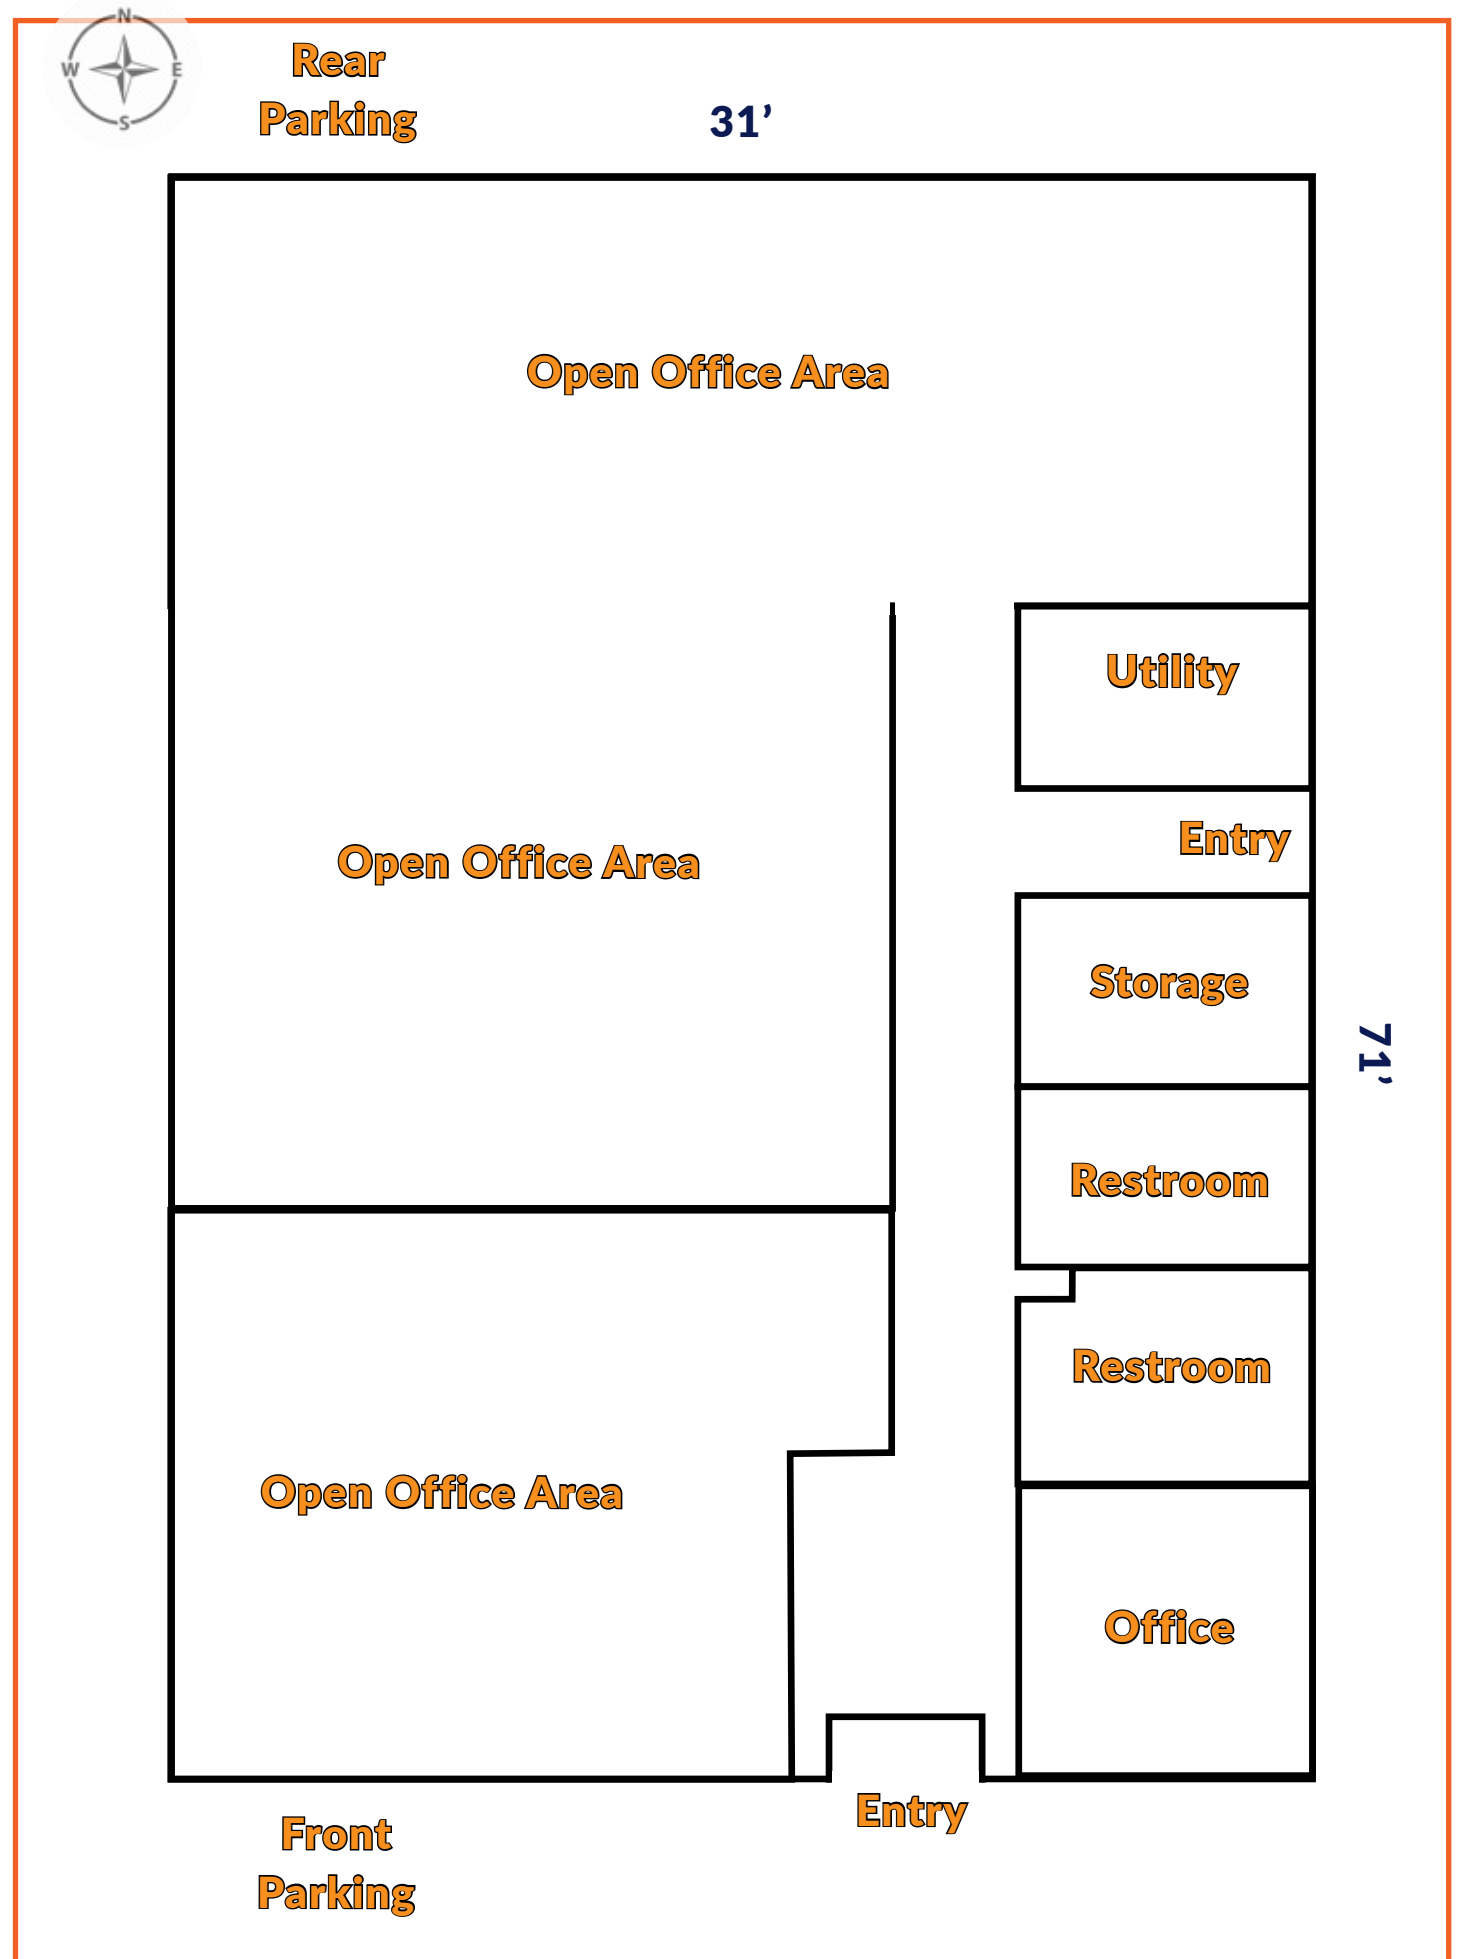 N
W E
S
Rear
Parking
31’
Open Office Area
Utility
Entry
Open Office Area
Storage
71’
Restroom
Restroom
Open Office Area
Office
Entry
Front
Parking